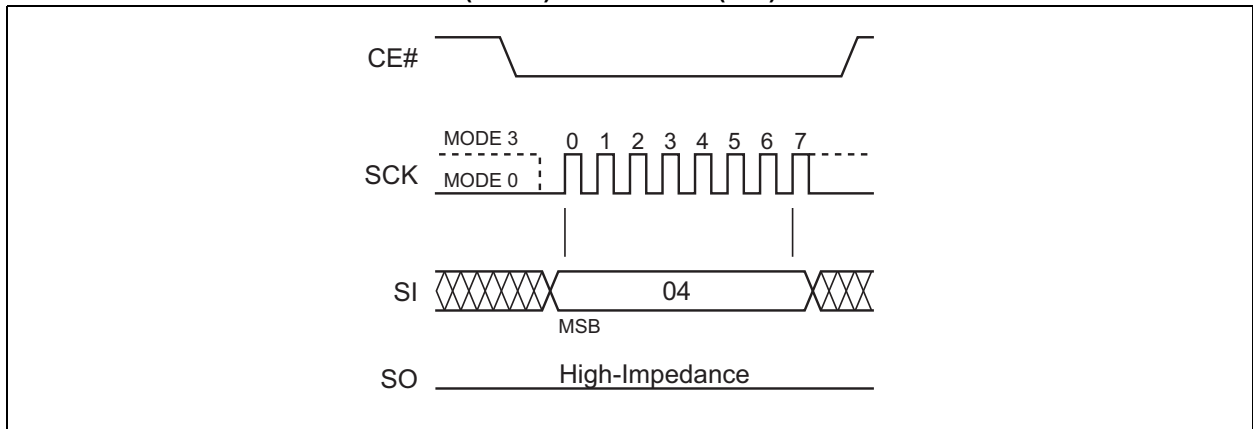 CE#
MODE 3
0 1 2 3 4 5 6 7
SCK
MODE 0
SI
04
MSB
SO
High-Impedance